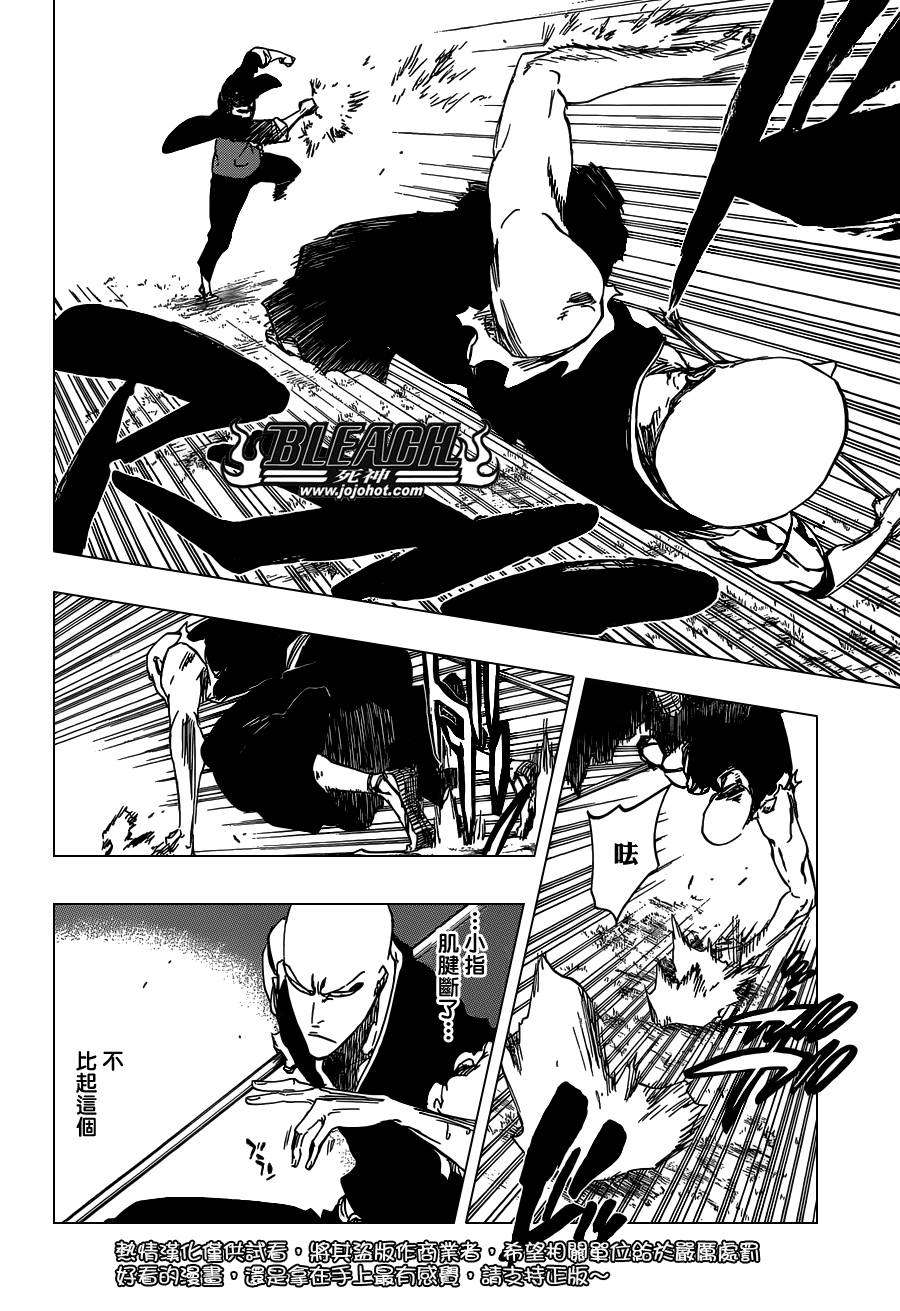 BLEACH
死神
www.jojohot.com
呿
…小指
肌腱斷了…
不
比起這個
熱情漢化僅供試看，將其盜版作商業者，希望相關單位給於嚴厲處罰
好看的漫畫，還是拿在手上最有感覺，請支持正版～